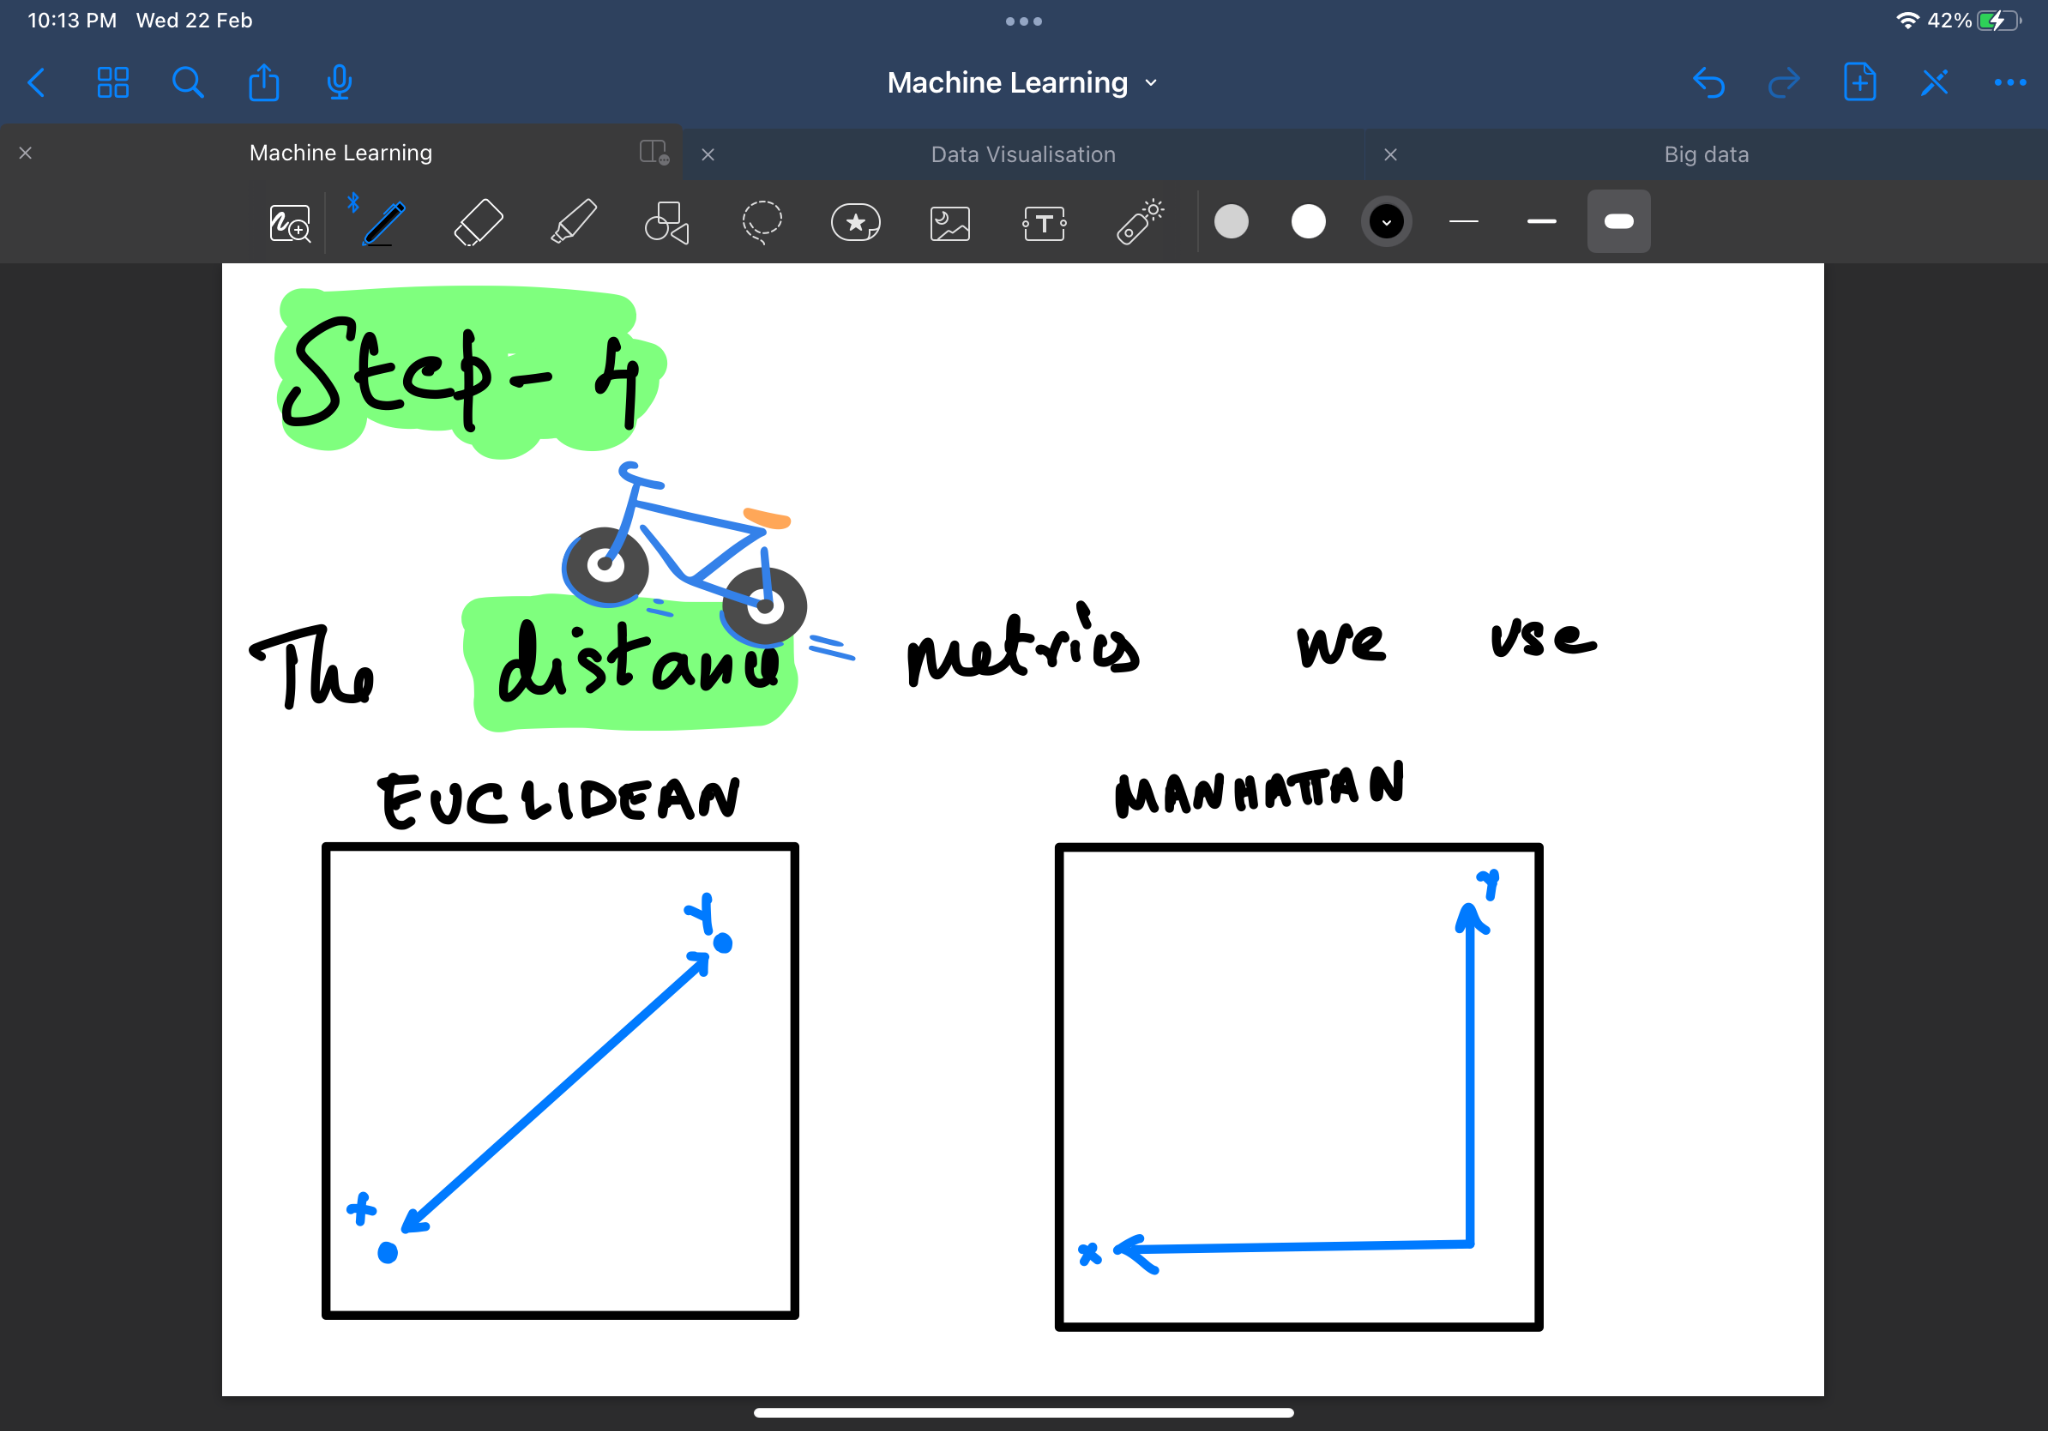 10:13 PM Wed 22 Feb 42%
Machine Learning
Machine Learning Data Visualisation Big data
T
Step-4
The distance metrics we use
EUCLIDEAN MANHATTAN
Y Y
X
x